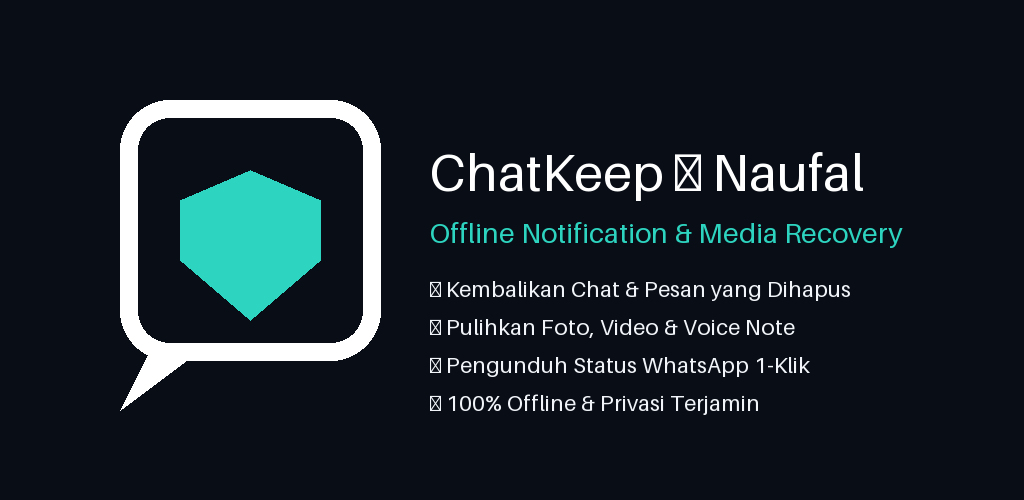 ChatKeep  Naufal
Offline Notification & Media Recovery
Kembalikan Chat & Pesan yang Dihapus
Pulihkan Foto, Video & Voice Note
Pengunduh Status WhatsApp 1-Klik
100% Offline & Privasi Terjamin